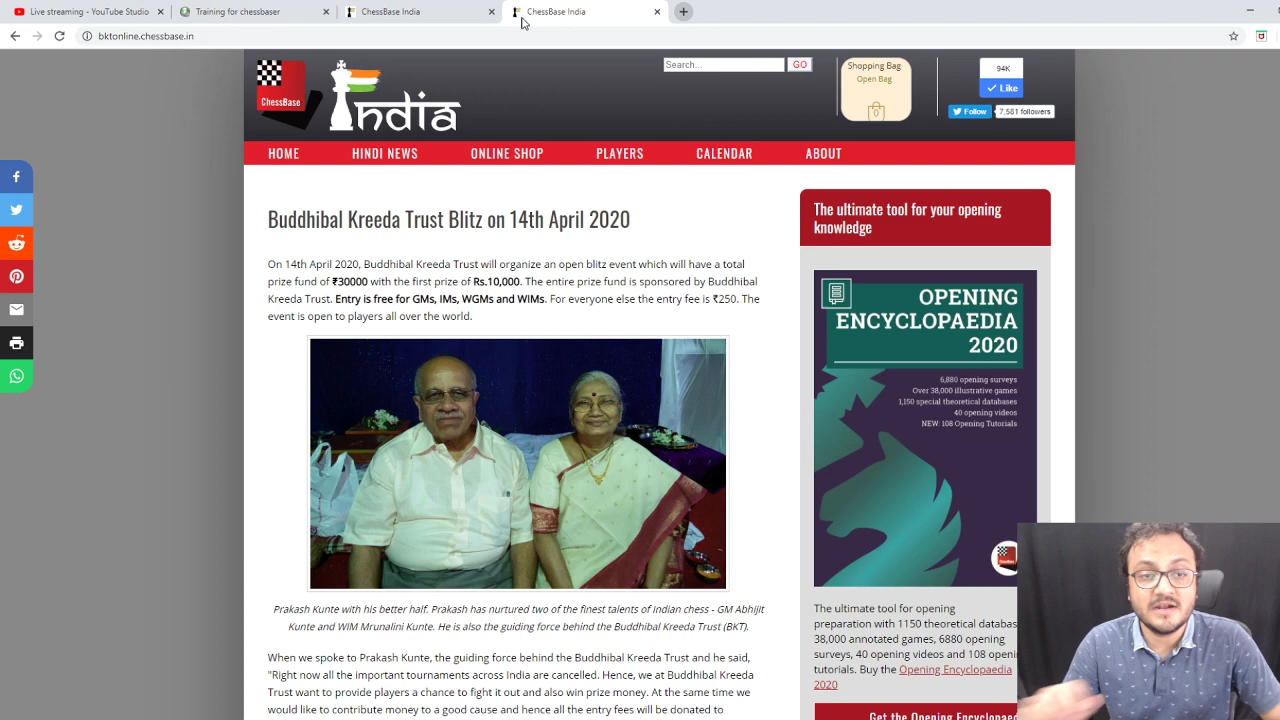 Live streaming - YouTube Studio
Training for chessbaser
ChessBase India
ChessBase India
bktonline.chessbase.in
ChessBase
India
GO
Search...
Shopping Bag
Open Bag
0
94K
Like
Follow
7,581 followers
HOME
HINDI NEWS
ONLINE SHOP
PLAYERS
CALENDAR
ABOUT
Buddhibal Kreeda Trust Blitz on 14th April 2020
On 14th April 2020, Buddhibal Kreeda Trust will organize an open blitz event which will have a total
prize fund of ₹30000 with the first prize of Rs.10,000. The entire prize fund is sponsored by Buddhibal
Kreeda Trust. Entry is free for GMs, IMs, WGMs and WIMs. For everyone else the entry fee is ₹250. The
event is open to players all over the world.
Prakash Kunte with his better half. Prakash has nurtured two of the finest talents of Indian chess - GM Abhijit
Kunte and WIM Mrunalini Kunte. He is also the guiding force behind the Buddhibal Kreeda Trust (BKT).
When we spoke to Prakash Kunte, the guiding force behind the Buddhibal Kreeda Trust and he said,
"Right now all the important tournaments across India are cancelled. Hence, we at Buddhibal Kreeda
Trust want to provide players a chance to fight it out and also win prize money. At the same time we
would like to contribute money to a good cause and hence all the entry fees will be donated to
The ultimate tool for your opening
knowledge
OPENING
ENCYCLOPAEDIA
2020
6,880 opening surveys
Over 38,000 illustrative games
1,150 special theoretical databases
40 opening videos
NEW: 108 Opening Tutorials
The ultimate tool for opening
preparation with 1150 theoretical databas
38,000 annotated games, 6880 opening
surveys, 40 opening videos and 108 openin
tutorials. Buy the Opening Encyclopaedia
2020
Get the Opening Encyclopaed